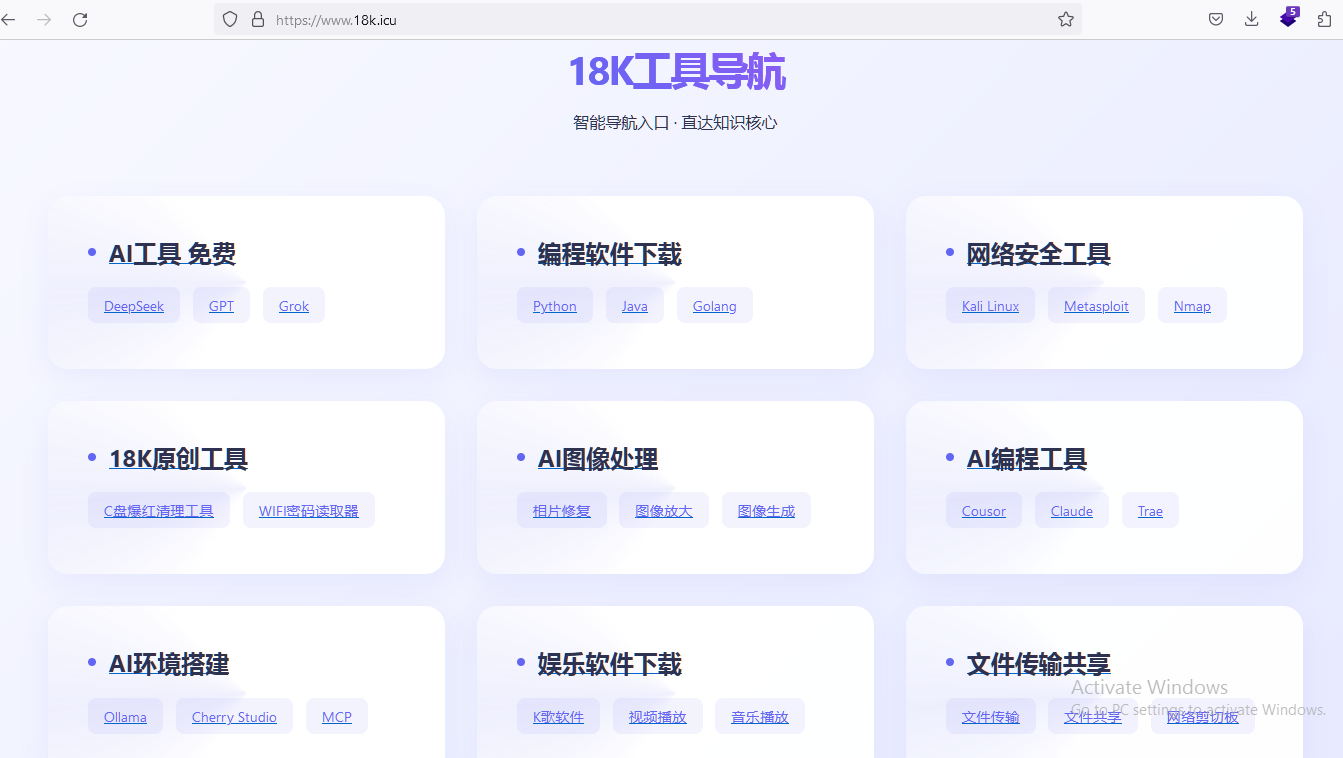 https://www.18k.icu
5
18K工具导航
智能导航入口 · 直达知识核心
AI工具 免费
DeepSeek GPT Grok
编程软件下载
Python Java Golang
网络安全工具
Kali Linux Metasploit Nmap
18K原创工具
C盘爆红清理工具 WIFI密码读取器
AI图像处理
相片修复 图像放大 图像生成
AI编程工具
Cousor Claude Trae
AI环境搭建
Ollama Cherry Studio MCP
娱乐软件下载
K歌软件 视频播放 音乐播放
文件传输共享
文件传输 文件共享 网络剪切板
Activate Windows
Go to PC settings to activate Windows.